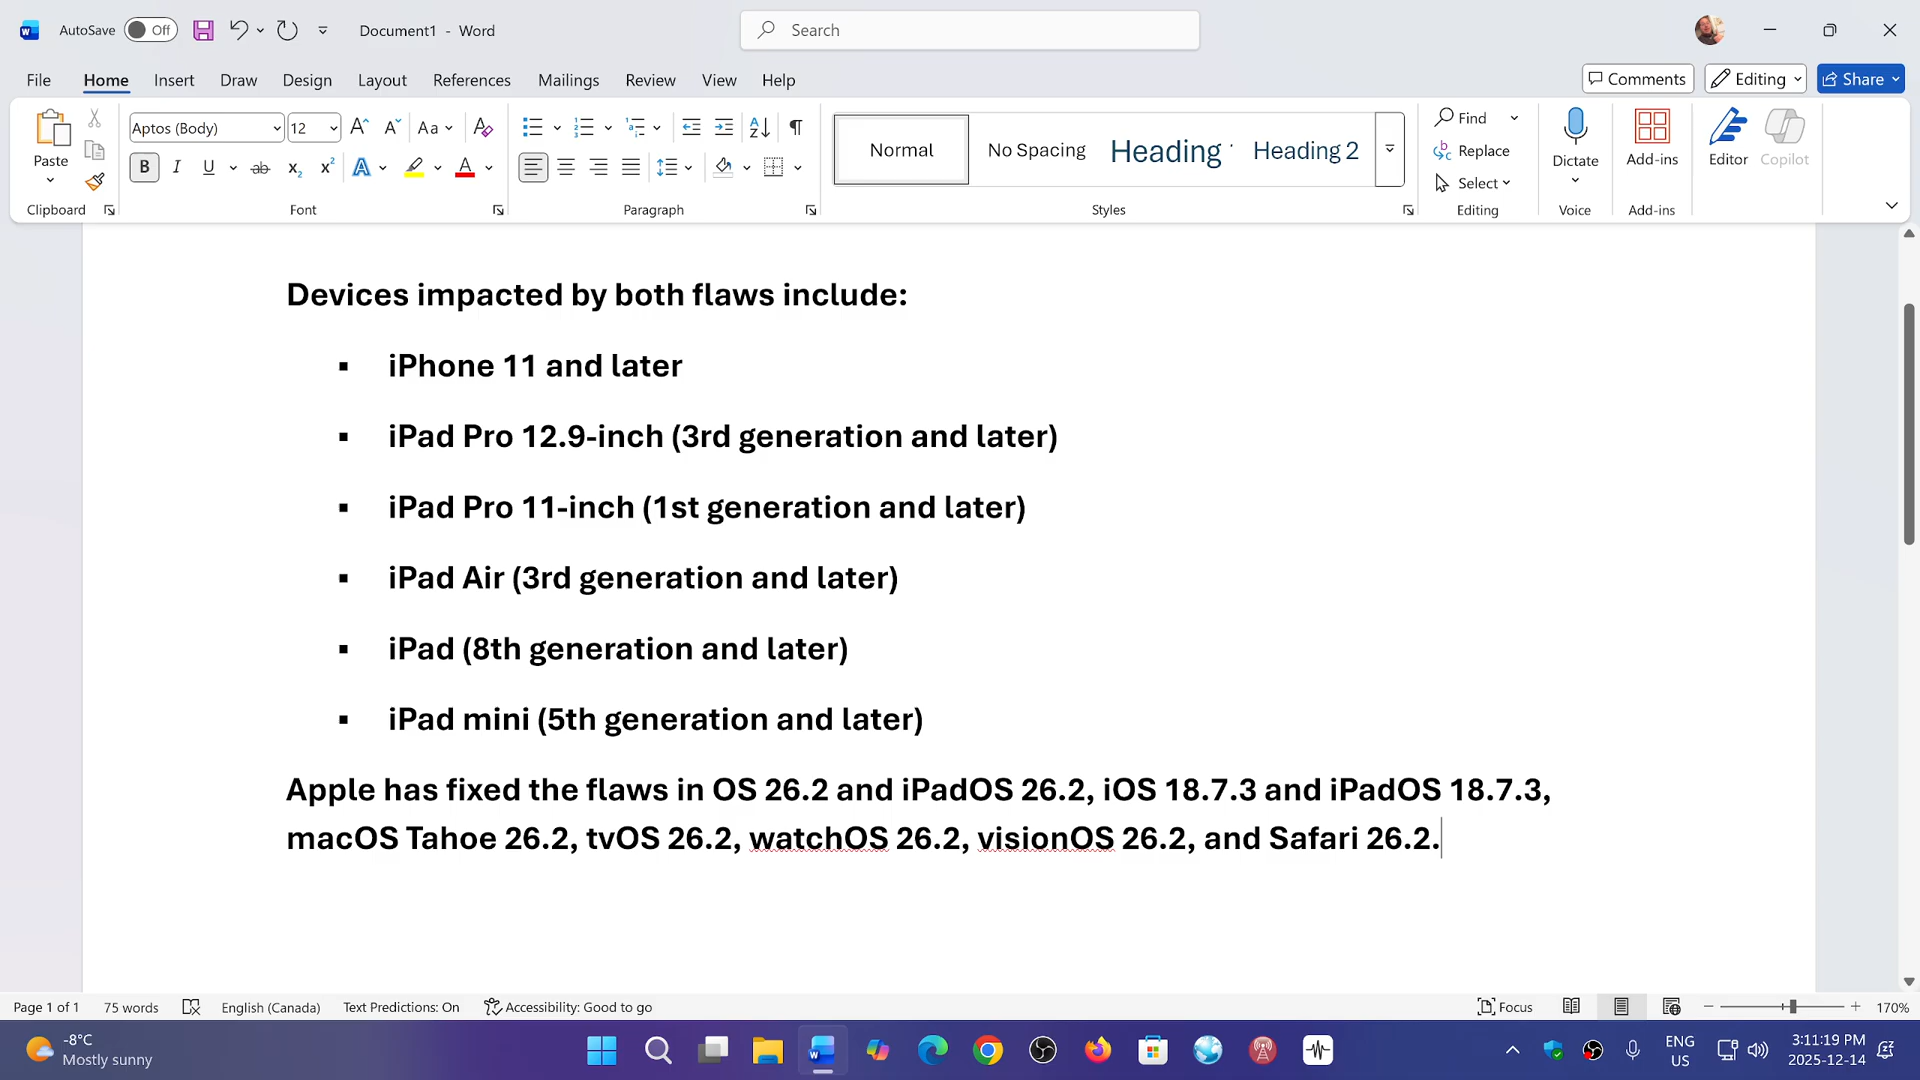 AutoSave Off Document1 - Word Search
File Home Insert Draw Design Layout References Mailings Review View Help Comments Editing Share
Paste Aptos (Body) 12 Aa Normal No Spacing Heading Heading 2 Find Replace Select Dictate Add-ins Editor Copilot
Clipboard Font Paragraph Styles Editing Voice Add-ins
Devices impacted by both flaws include:
▪ iPhone 11 and later
▪ iPad Pro 12.9-inch (3rd generation and later)
▪ iPad Pro 11-inch (1st generation and later)
▪ iPad Air (3rd generation and later)
▪ iPad (8th generation and later)
▪ iPad mini (5th generation and later)
Apple has fixed the flaws in OS 26.2 and iPadOS 26.2, iOS 18.7.3 and iPadOS 18.7.3,
macOS Tahoe 26.2, tvOS 26.2, watchOS 26.2, visionOS 26.2, and Safari 26.2.
Page 1 of 1 75 words English (Canada) Text Predictions: On Accessibility: Good to go Focus 170%
-8°C
Mostly sunny
ENG
US
3:11:19 PM
2025-12-14